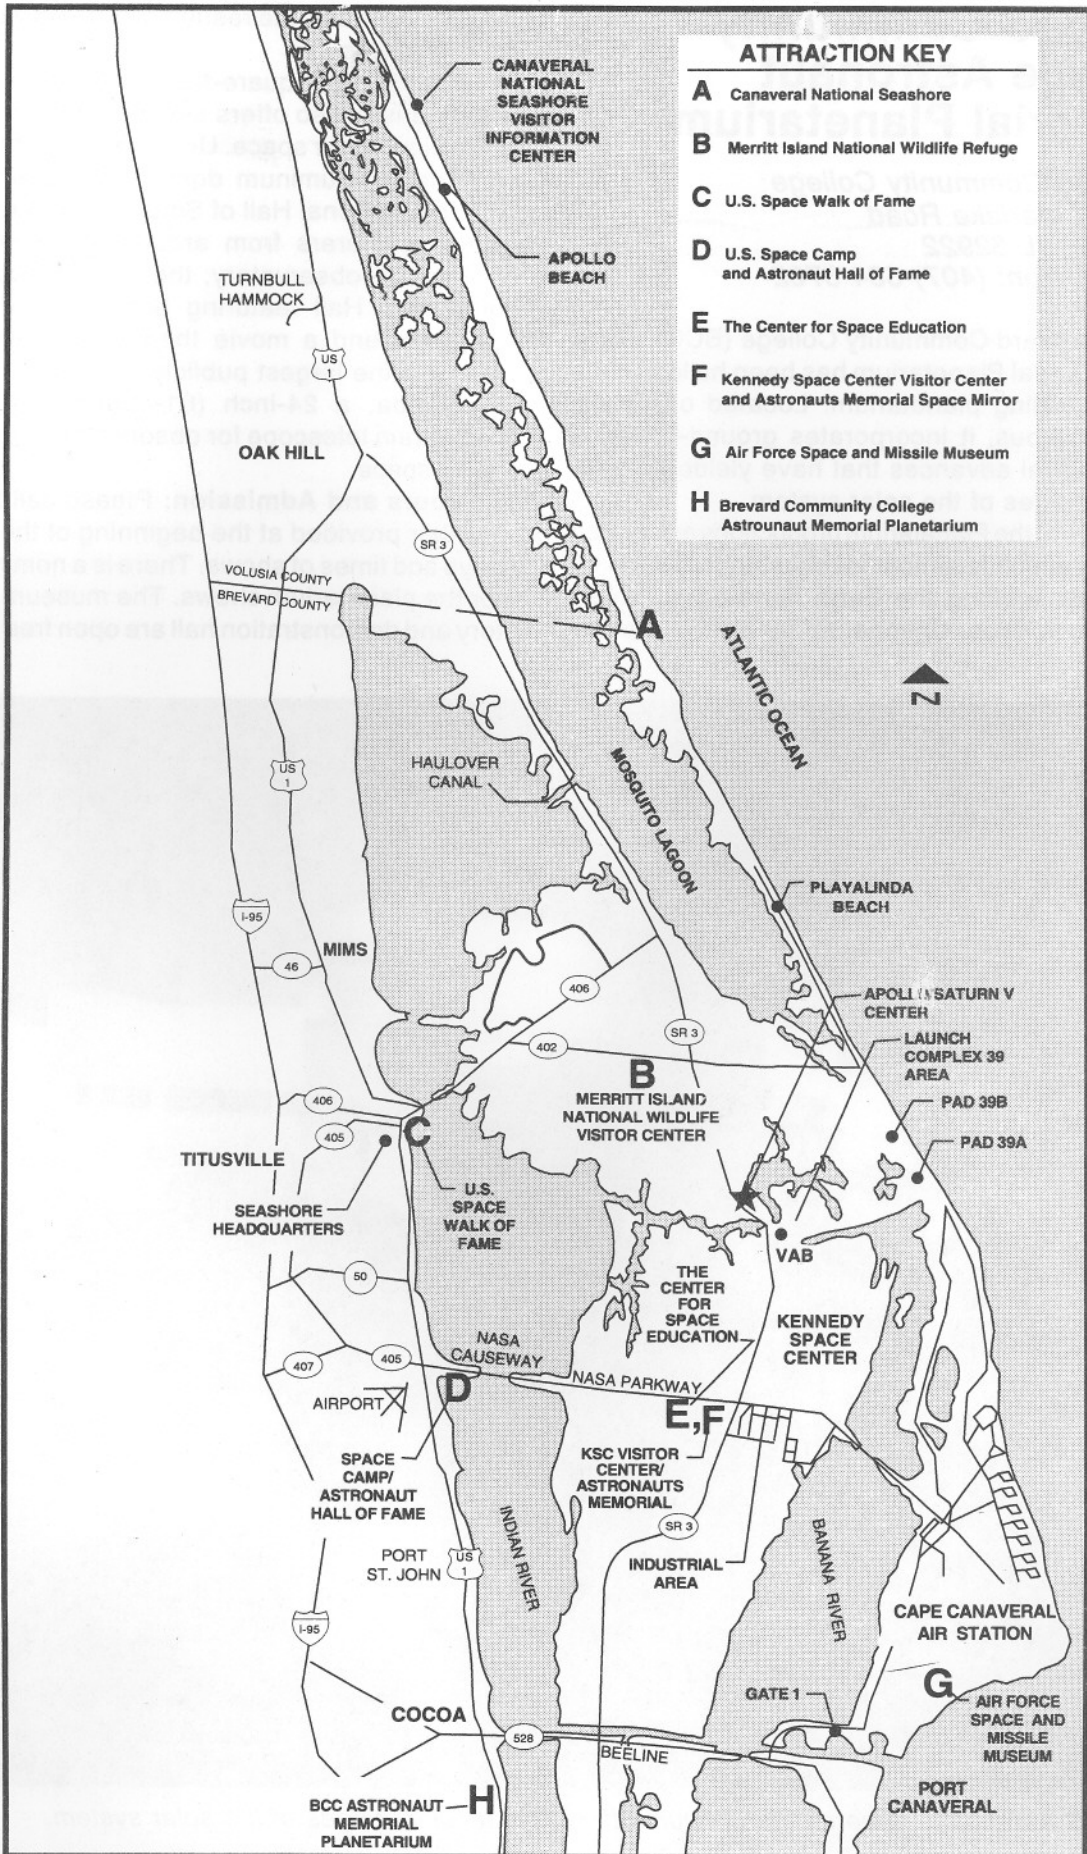 ATTRACTION KEY
A Canaveral National Seashore
B Merritt Island National Wildlife Refuge
C U.S. Space Walk of Fame
D U.S. Space Camp
and Astronaut Hall of Fame
E The Center for Space Education
F Kennedy Space Center Visitor Center
and Astronauts Memorial Space Mirror
G Air Force Space and Missile Museum
H Brevard Community College
Astrounaut Memorial Planetarium
CANAVERAL
NATIONAL
SEASHORE
VISITOR
INFORMATION
CENTER
APOLLO
BEACH
TURNBULL
HAMMOCK
US
1
OAK HILL
SR 3
VOLUSIA COUNTY
BREVARD COUNTY
A
ATLANTIC OCEAN
N
HAULOVER
CANAL
US
1
MOSQUITO LAGOON
PLAYALINDA
BEACH
I-95
MIMS
46
406
APOLLO/SATURN V
CENTER
SR 3
402
LAUNCH
COMPLEX 39
AREA
B
MERRITT ISLAND
NATIONAL WILDLIFE
VISITOR CENTER
PAD 39B
406
405
C
PAD 39A
TITUSVILLE
SEASHORE
HEADQUARTERS
U.S.
SPACE
WALK OF
FAME
VAB
50
THE
CENTER
FOR
SPACE
EDUCATION
KENNEDY
SPACE
CENTER
NASA
CAUSEWAY
407
405
NASA PARKWAY
AIRPORT
D
E,F
SPACE
CAMP/
ASTRONAUT
HALL OF FAME
KSC VISITOR
CENTER/
ASTRONAUTS
MEMORIAL
SR 3
INDIAN RIVER
BANANA RIVER
PORT
ST. JOHN
US
1
INDUSTRIAL
AREA
I-95
CAPE CANAVERAL
AIR STATION
GATE 1
G
AIR FORCE
SPACE AND
MISSILE
MUSEUM
COCOA
528
BEELINE
PORT
CANAVERAL
BCC ASTRONAUT
MEMORIAL
PLANETARIUM
H